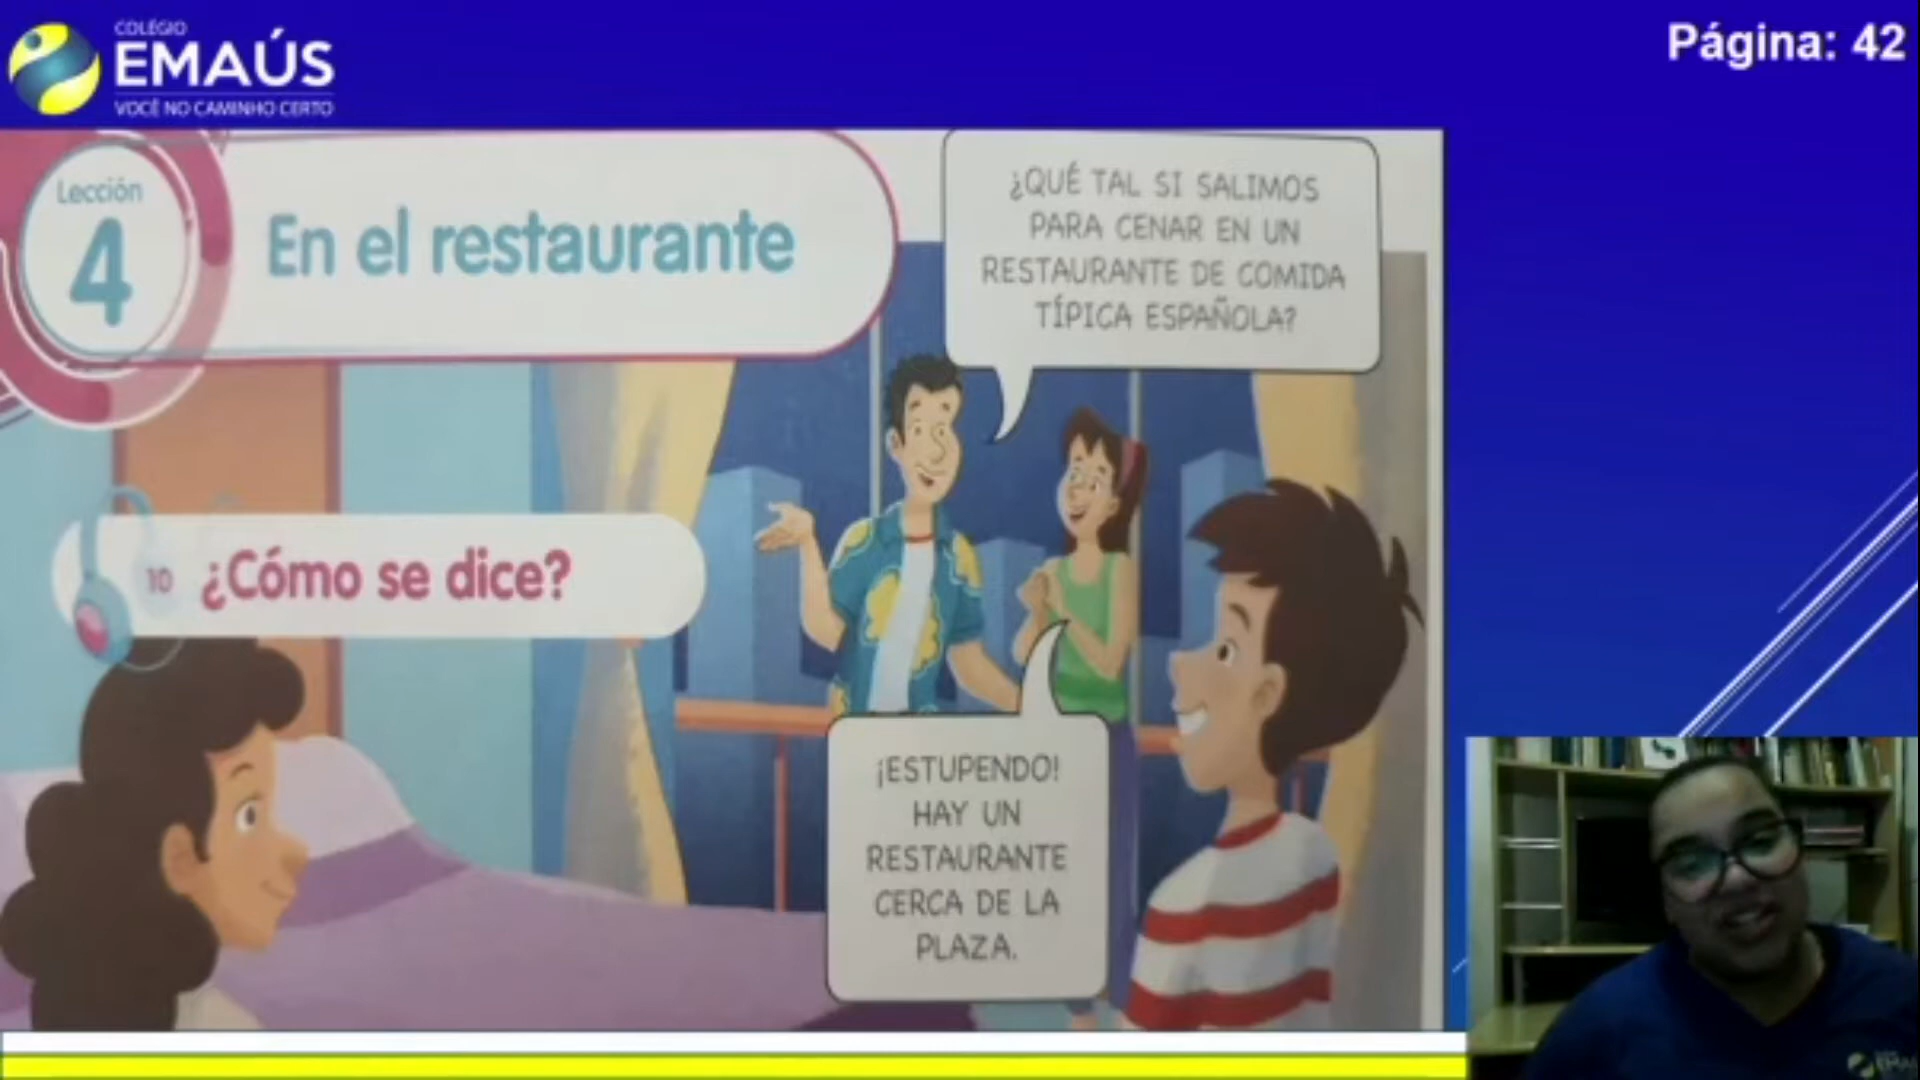 COLÉGIO
EMAÚS
VOCÊ NO CAMINHO CERTO
Página: 42
Lección
4
En el restaurante
¿QUÉ TAL SI SALIMOS
PARA CENAR EN UN
RESTAURANTE DE COMIDA
TÍPICA ESPAÑOLA?
10 ¿Cómo se dice?
¡ESTUPENDO!
HAY UN
RESTAURANTE
CERCA DE LA
PLAZA.